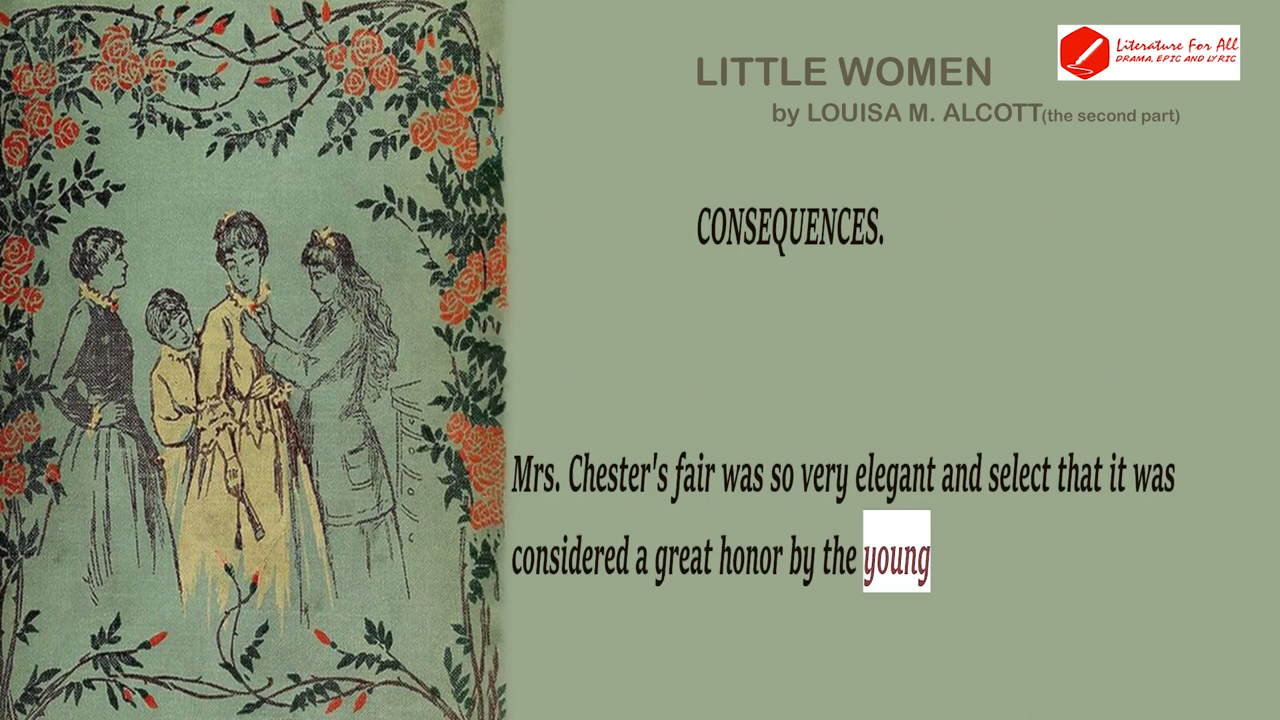 LITTLE WOMEN
by LOUISA M. ALCOTT(the second part)
Literature For All
DRAMA, EPIC AND LYRIC
CONSEQUENCES.
Mrs. Chester's fair was so very elegant and select that it was
considered a great honor by the young